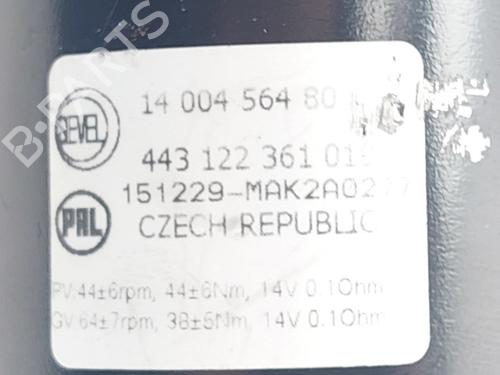 14 004 564 80
SEVEL
443 122 361 01
151229-MAK2A02
PAL
CZECH REPUBLIC
PV:44±6rpm, 44±6Nm, 14V 0.1Ohm
GV:64±7rpm, 38±5Nm, 14V 0.1Ohm
B-PARTS